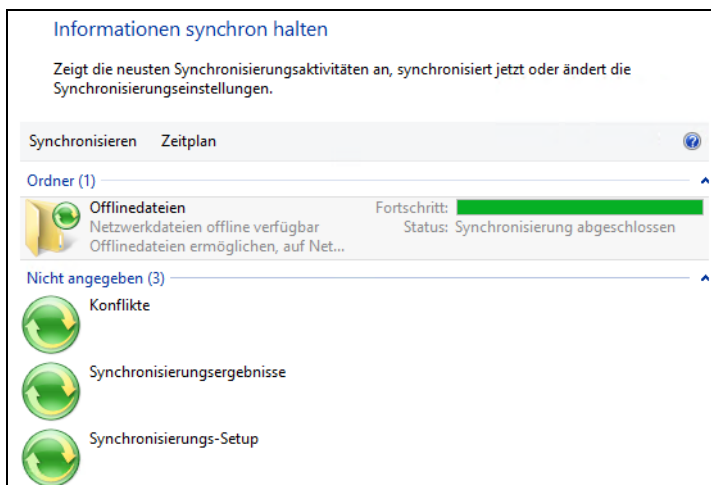 Informationen synchron halten
Zeigt die neusten Synchronisierungsaktivitäten an, synchronisiert jetzt oder ändert die
Synchronisierungseinstellungen.
Synchronisieren Zeitplan
Ordner (1)
Offlinedateien Fortschritt:
Netzwerkdateien offline verfügbar Status: Synchronisierung abgeschlossen
Offlinedateien ermöglichen, auf Net...
Nicht angegeben (3)
Konflikte
Synchronisierungsergebnisse
Synchronisierungs-Setup